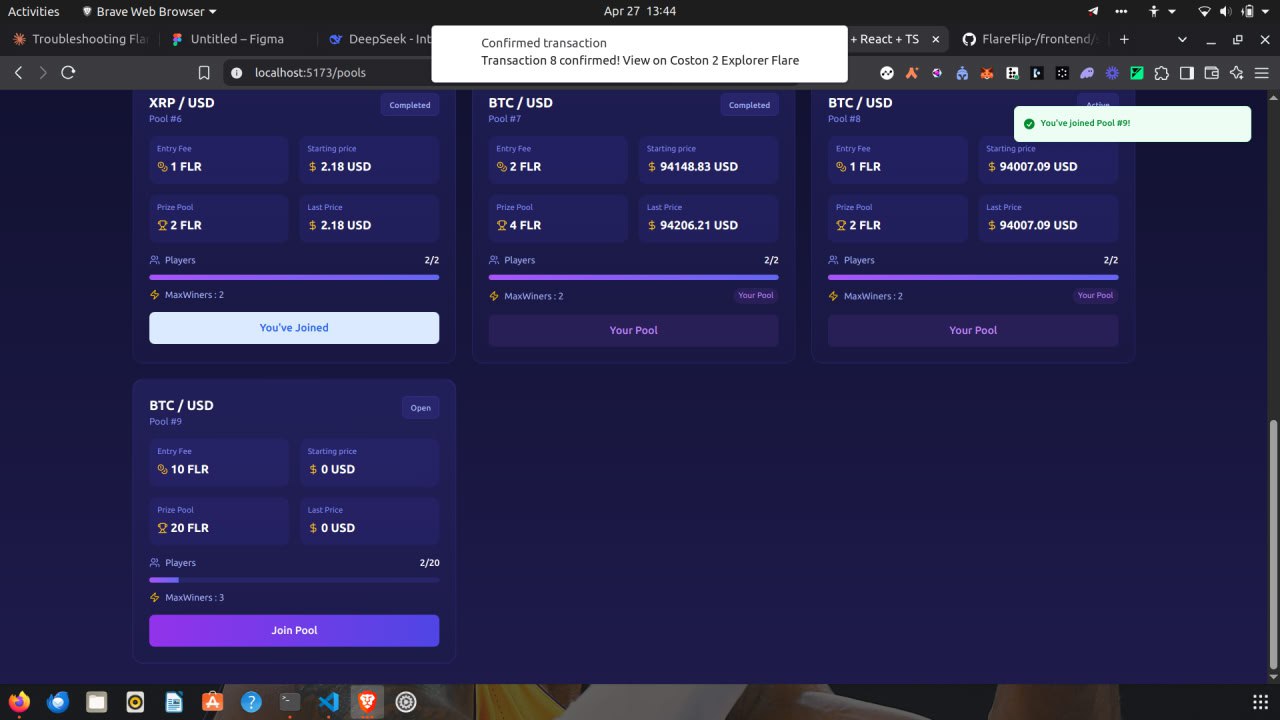 Activities
Brave Web Browser
Apr 27 13:44
Troubleshooting Fla
Untitled – Figma
DeepSeek - Int
+ React + TS
FlareFlip-/frontend/s
Confirmed transaction
Transaction 8 confirmed! View on Coston 2 Explorer Flare
localhost:5173/pools
You've joined Pool #9!
XRP / USD
Completed
Pool #6
Entry Fee
1 FLR
Starting price
2.18 USD
Prize Pool
2 FLR
Last Price
2.18 USD
Players
2/2
MaxWiners : 2
You've Joined
BTC / USD
Completed
Pool #7
Entry Fee
2 FLR
Starting price
94148.83 USD
Prize Pool
4 FLR
Last Price
94206.21 USD
Players
2/2
MaxWiners : 2
Your Pool
Your Pool
BTC / USD
Active
Pool #8
Entry Fee
1 FLR
Starting price
94007.09 USD
Prize Pool
2 FLR
Last Price
94007.09 USD
Players
2/2
MaxWiners : 2
Your Pool
Your Pool
BTC / USD
Open
Pool #9
Entry Fee
10 FLR
Starting price
0 USD
Prize Pool
20 FLR
Last Price
0 USD
Players
2/20
MaxWiners : 3
Join Pool